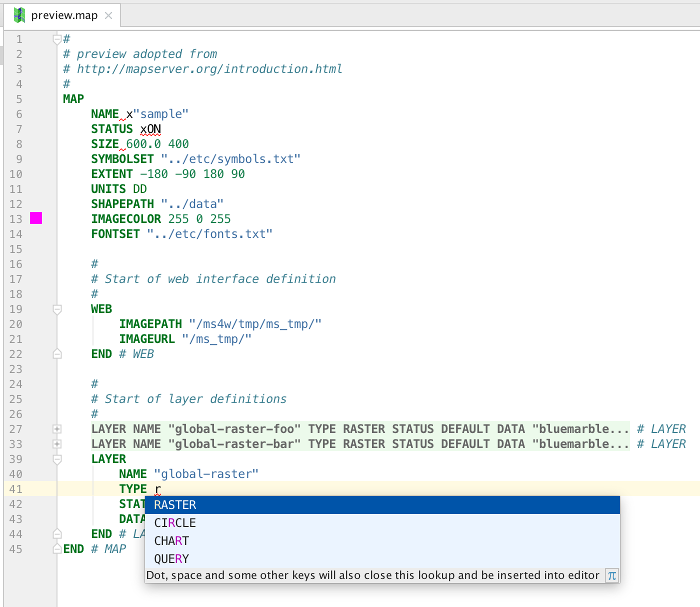 preview.map
1 #
2 # preview adopted from
3 # http://mapserver.org/introduction.html
4 #
5 MAP
6 NAME x"sample"
7 STATUS xON
8 SIZE 600.0 400
9 SYMBOLSET "../etc/symbols.txt"
10 EXTENT -180 -90 180 90
11 UNITS DD
12 SHAPEPATH "../data"
13 IMAGECOLOR 255 0 255
14 FONTSET "../etc/fonts.txt"
15
16 #
17 # Start of web interface definition
18 #
19 WEB
20 IMAGEPATH "/ms4w/tmp/ms_tmp/"
21 IMAGEURL "/ms_tmp/"
22 END # WEB
23
24 #
25 # Start of layer definitions
26 #
27 LAYER NAME "global-raster-foo" TYPE RASTER STATUS DEFAULT DATA "bluemarble... # LAYER
33 LAYER NAME "global-raster-bar" TYPE RASTER STATUS DEFAULT DATA "bluemarble... # LAYER
39 LAYER
40 NAME "global-raster"
41 TYPE r
42 STAT
43 DATA
44 END # LA
45 END # MAP
RASTER
CIRCLE
CHART
QUERY
Dot, space and some other keys will also close this lookup and be inserted into editor π